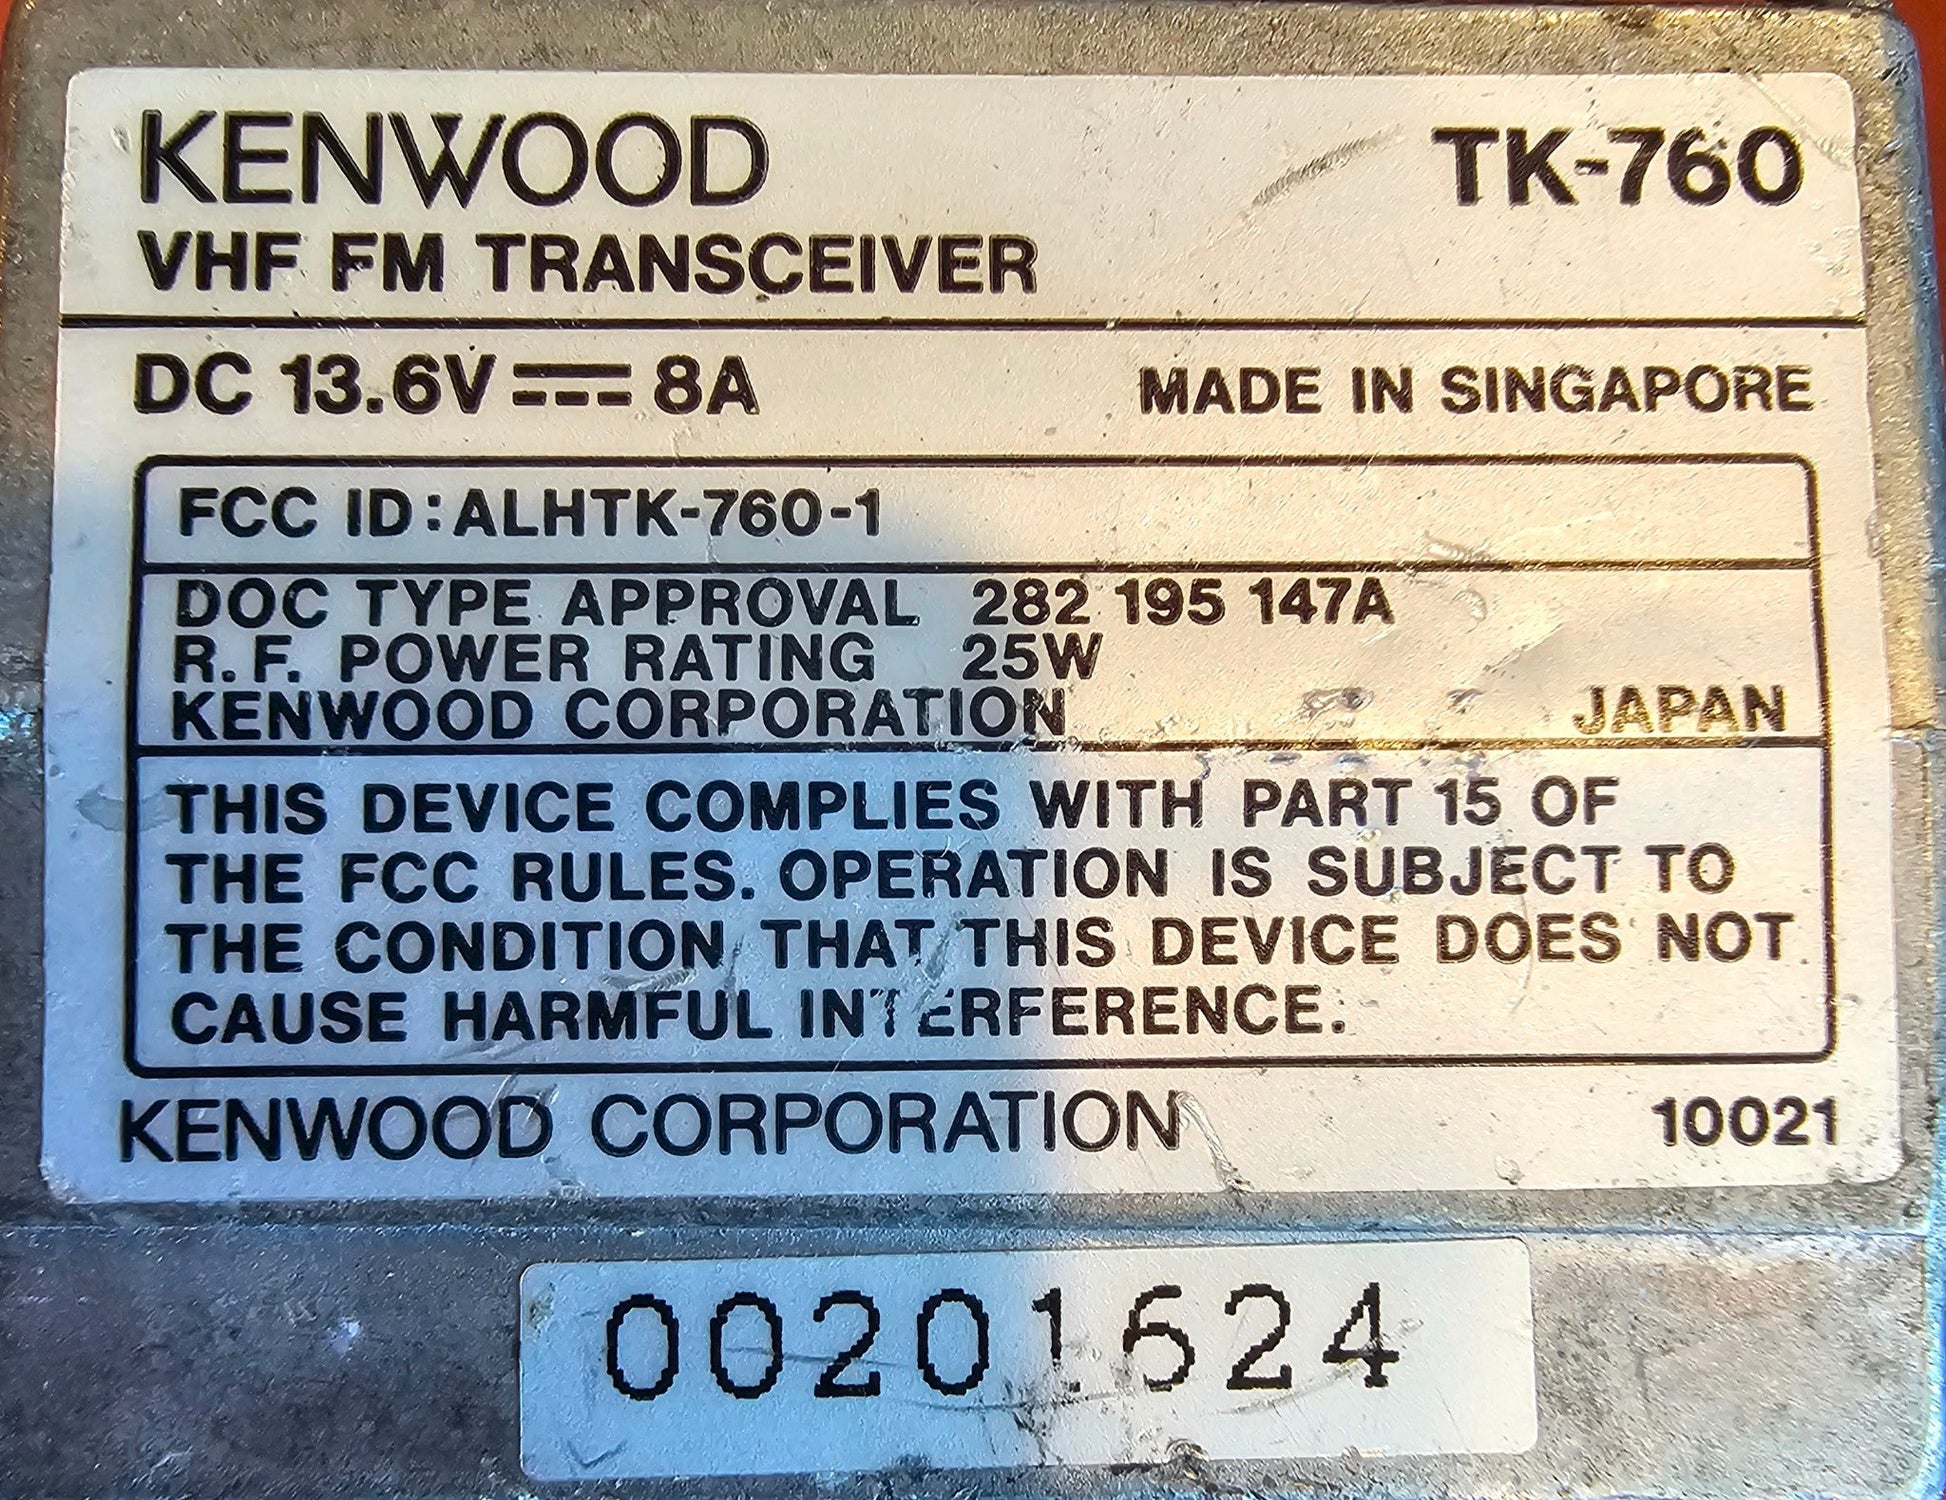 KENWOOD TK-760
VHF FM TRANSCEIVER
DC 13.6V ⎓ 8A MADE IN SINGAPORE
FCC ID:ALHTK-760-1
DOC TYPE APPROVAL 282 195 147A
R.F. POWER RATING 25W
KENWOOD CORPORATION JAPAN
THIS DEVICE COMPLIES WITH PART 15 OF
THE FCC RULES. OPERATION IS SUBJECT TO
THE CONDITION THAT THIS DEVICE DOES NOT
CAUSE HARMFUL INTERFERENCE.
KENWOOD CORPORATION 10021
00201624